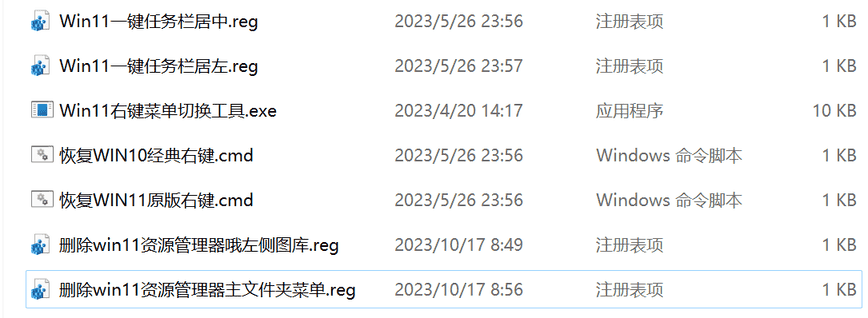 Win11一键任务栏居中.reg 2023/5/26 23:56 注册表项 1 KB
Win11一键任务栏居左.reg 2023/5/26 23:57 注册表项 1 KB
Win11右键菜单切换工具.exe 2023/4/20 14:17 应用程序 10 KB
恢复WIN10经典右键.cmd 2023/5/26 23:56 Windows 命令脚本 1 KB
恢复WIN11原版右键.cmd 2023/5/26 23:56 Windows 命令脚本 1 KB
删除win11资源管理器哦左侧图库.reg 2023/10/17 8:49 注册表项 1 KB
删除win11资源管理器主文件夹菜单.reg 2023/10/17 8:56 注册表项 1 KB